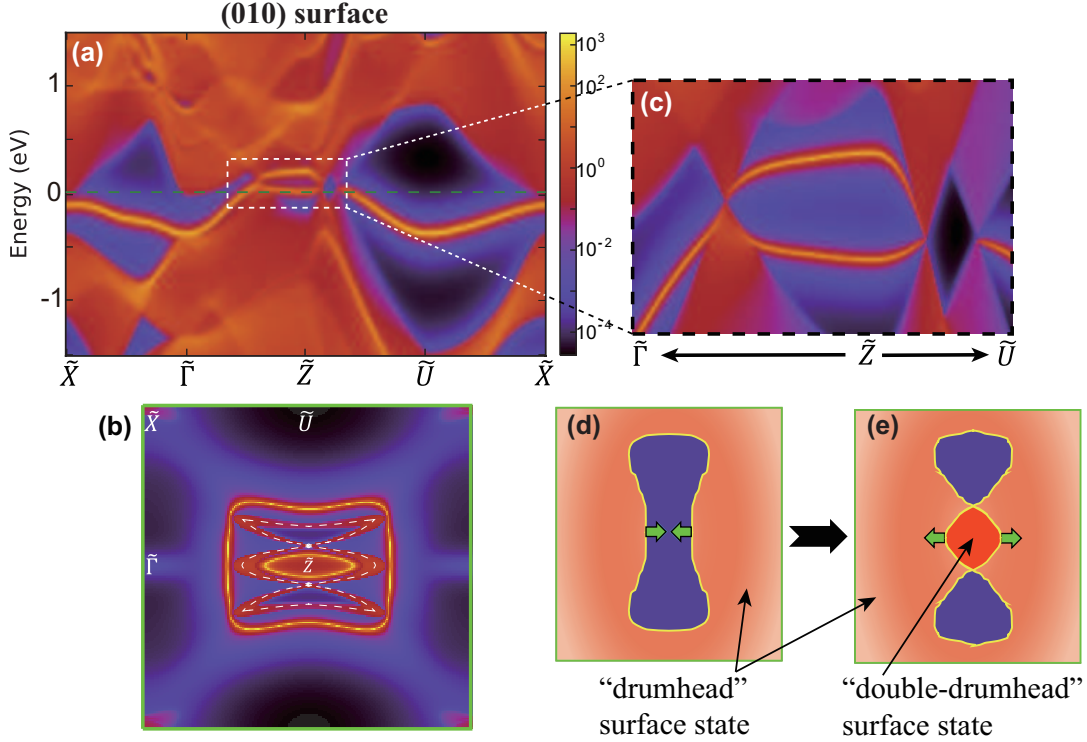 (010) surface
(a)
1
0
-1
Energy (eV)
X̃ Γ̃ Z̃ Ũ X̃
10³
10²
10⁰
10⁻²
10⁻⁴
(c)
Γ̃ Z̃ Ũ
(b)
X̃ Ũ
Γ̃ Z̃
(d)
(e)
“drumhead”
surface state
“double-drumhead”
surface state